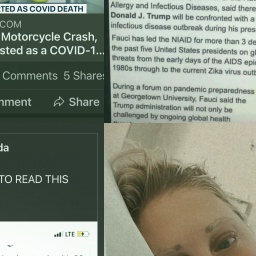 TED AS COVID DEATH
COM
Motorcycle Crash,
sted as a COVID-1...
Comments 5 Share
nment
Share
da
TO READ THIS
LTE
Allergy and Infectious Diseases, said there
Donald J. Trump will be confronted with a
infectious disease outbreak during his pres
Fauci has led the NIAID for more than 3 de
the past five United States presidents on gl
threats from the early days of the AIDS epi
1980s through to the current Zika virus outb
During a forum on pandemic preparedness
at Georgetown University, Fauci said the
Trump administration will not only be
challenged by ongoing global health